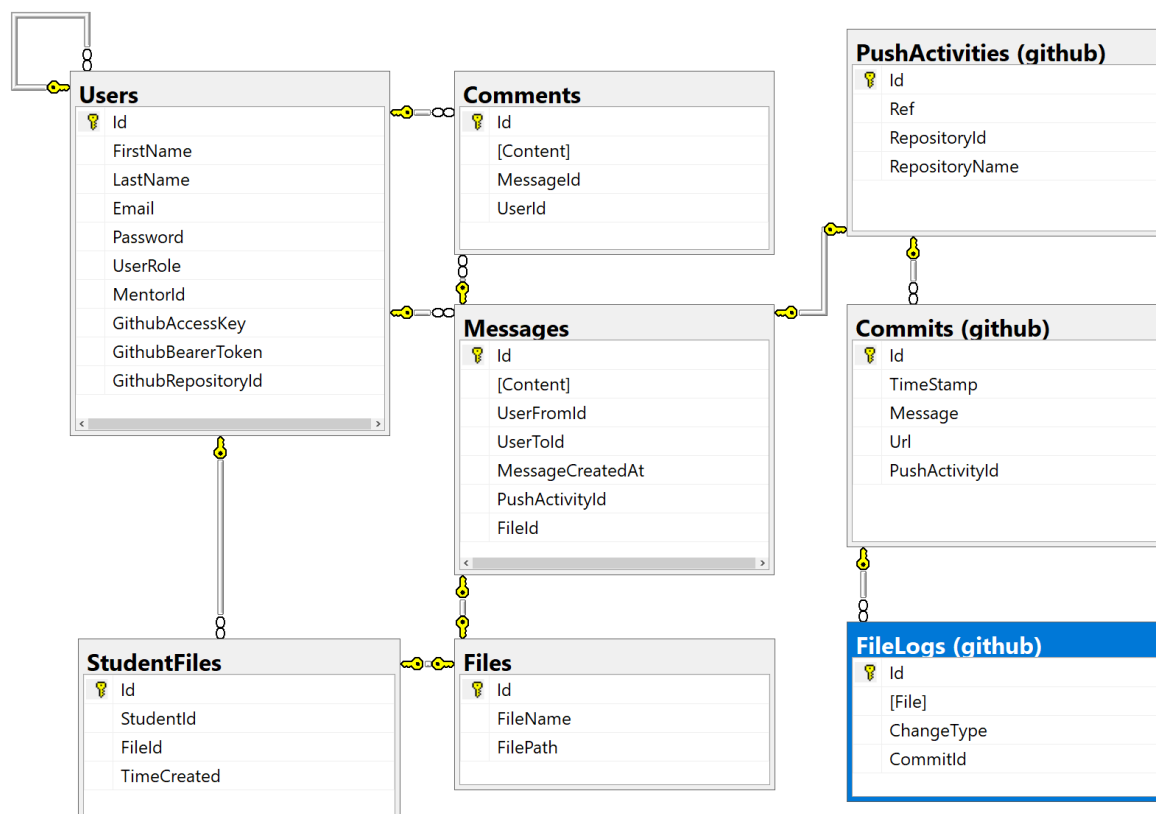 Users
Id
FirstName
LastName
Email
Password
UserRole
MentorId
GithubAccessKey
GithubBearerToken
GithubRepositoryId
Comments
Id
[Content]
MessageId
UserId
PushActivities (github)
Id
Ref
RepositoryId
RepositoryName
Messages
Id
[Content]
UserFromId
UserToId
MessageCreatedAt
PushActivityId
FileId
Commits (github)
Id
TimeStamp
Message
Url
PushActivityId
StudentFiles
Id
StudentId
FileId
TimeCreated
Files
Id
FileName
FilePath
FileLogs (github)
Id
[File]
ChangeType
CommitId